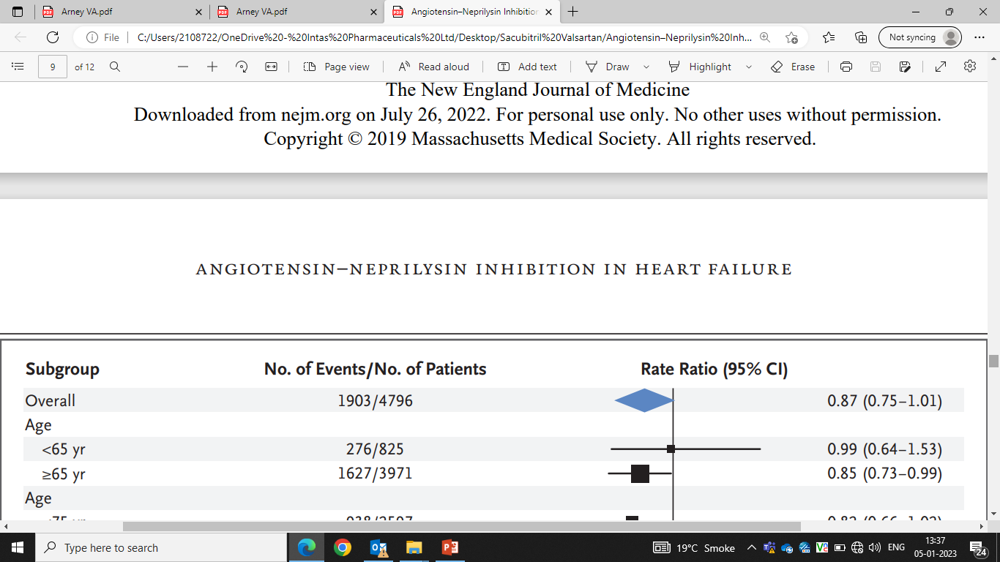 Arney VA.pdf
Arney VA.pdf
Angiotensin–Neprilysin Inhibition
File
C:/Users/2108722/OneDrive%20-%20Intas%20Pharmaceuticals%20Ltd/Desktop/Sacubitril%20Valsartan/Angiotensin–Neprilysin%20Inh...
Not syncing
9 of 12
Page view
Read aloud
Add text
Draw
Highlight
Erase
The New England Journal of Medicine
Downloaded from nejm.org on July 26, 2022. For personal use only. No other uses without permission.
Copyright © 2019 Massachusetts Medical Society. All rights reserved.
ANGIOTENSIN–NEPRILYSIN INHIBITION IN HEART FAILURE
Subgroup No. of Events/No. of Patients Rate Ratio (95% CI)
Overall 1903/4796 0.87 (0.75–1.01)
Age
<65 yr 276/825 0.99 (0.64–1.53)
≥65 yr 1627/3971 0.85 (0.73–0.99)
Age
Type here to search
19°C Smoke
ENG
13:37
05-01-2023
24